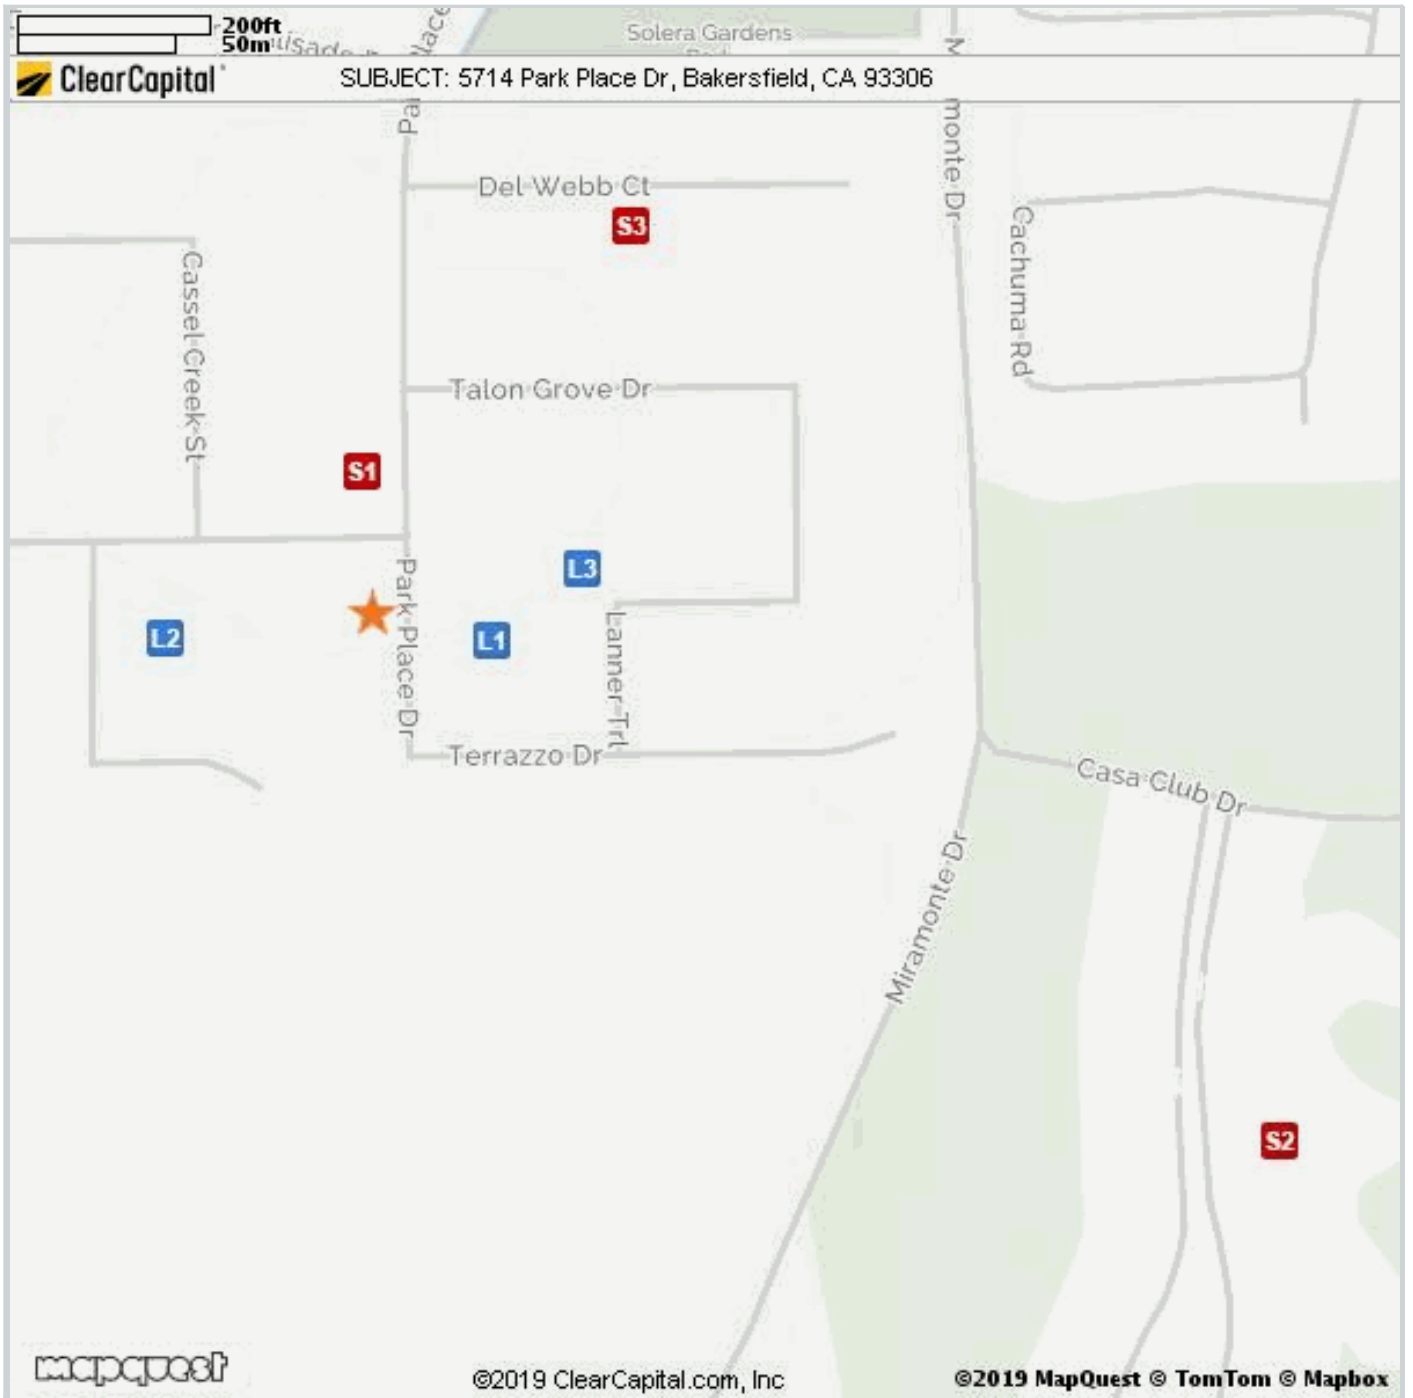 200ft
50m
Solera Gardens
ClearCapital
SUBJECT: 5714 Park Place Dr, Bakersfield, CA 93306
Del Webb Ct
S3
monte Dr
Cachuma Rd
Cassel Creek St
Talon Grove Dr
S1
L3
Park Place Dr
L2
L1
Lanner Trl
Terrazzo Dr
Casa Club Dr
Miramonte Dr
S2
mapquest
©2019 ClearCapital.com, Inc
©2019 MapQuest © TomTom © Mapbox